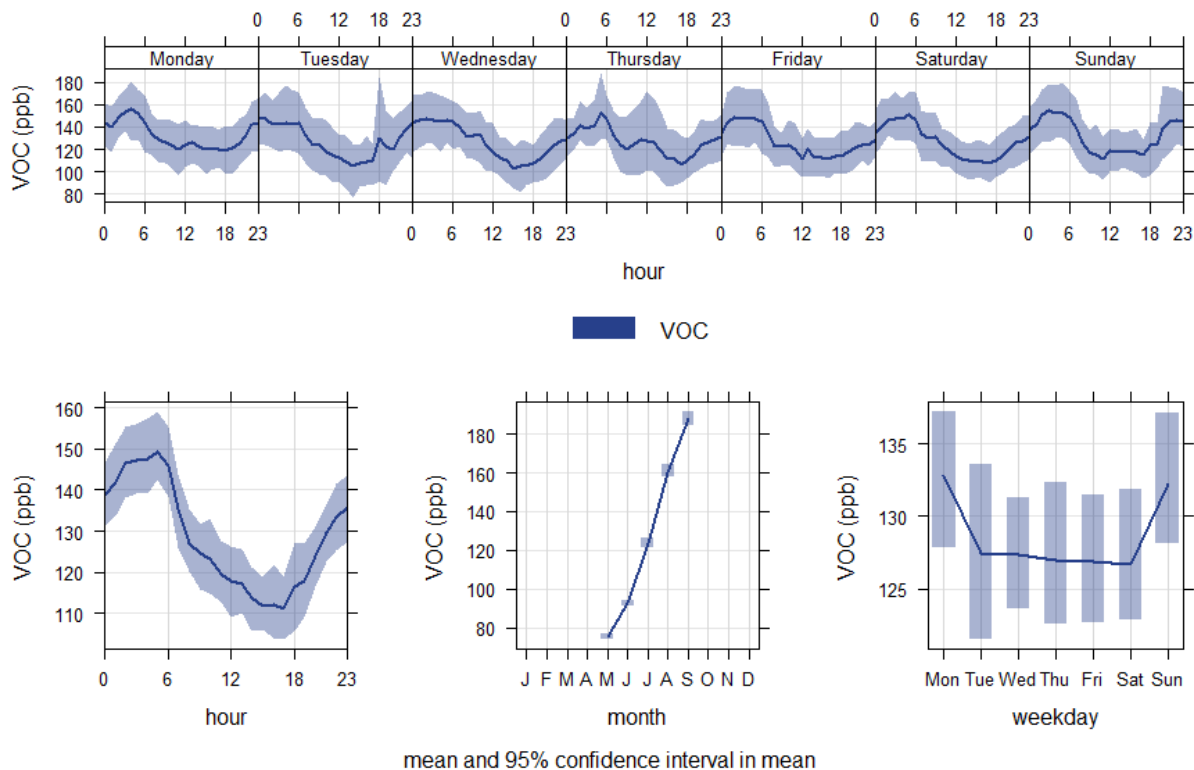 0 6 12 18 23 0 6 12 18 23 0 6 12 18 23
Monday Tuesday Wednesday Thursday Friday Saturday Sunday
180
160
140
120
100
80
VOC (ppb)
0 6 12 18 23 0 6 12 18 23 0 6 12 18 23 0 6 12 18 23
hour
VOC
160
150
140
130
120
110
VOC (ppb)
0 6 12 18 23
hour
180
160
140
120
100
80
VOC (ppb)
J F M A M J J A S O N D
month
135
130
125
VOC (ppb)
Mon Tue Wed Thu Fri Sat Sun
weekday
mean and 95% confidence interval in mean